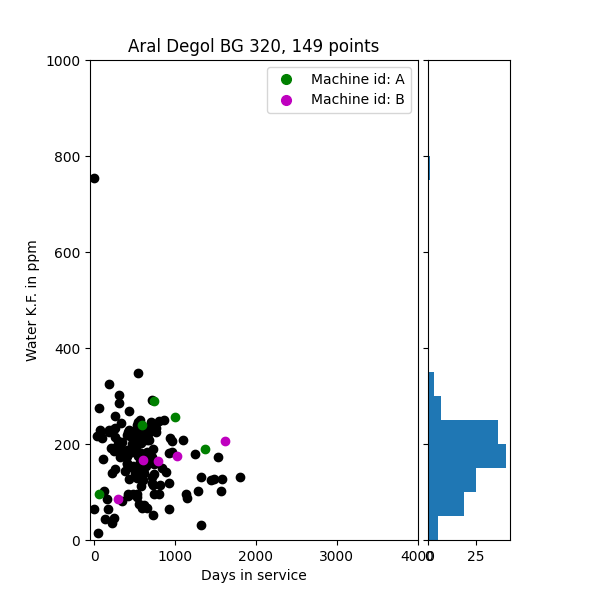 Aral Degol BG 320, 149 points
Machine id: A
Machine id: B
Water K.F. in ppm
1000
800
600
400
200
0
0
1000
2000
3000
4000
0
25
Days in service